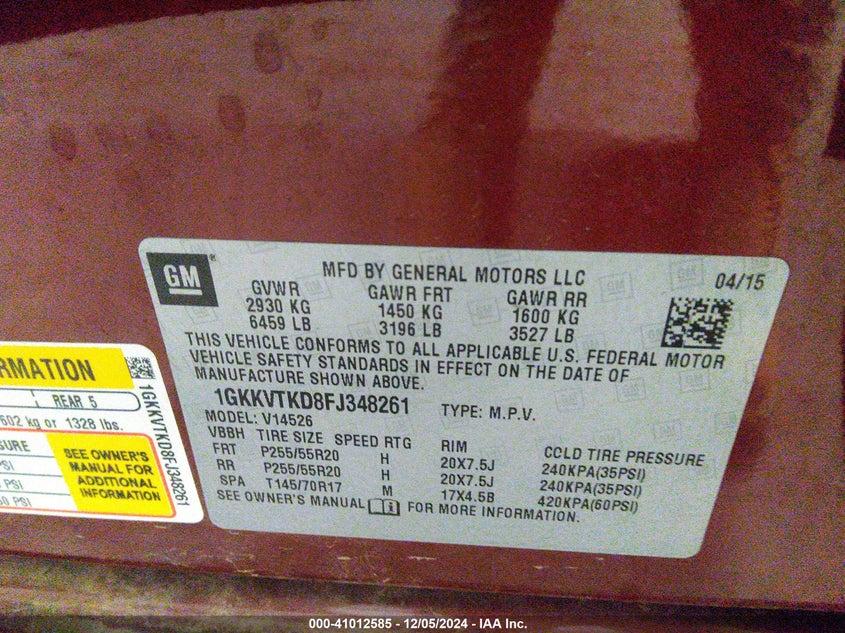 GM
MFD BY GENERAL MOTORS LLC
04/15
GVWR GAWR FRT GAWR RR
2930 KG 1450 KG 1600 KG
6459 LB 3196 LB 3527 LB
THIS VEHICLE CONFORMS TO ALL APPLICABLE U.S. FEDERAL MOTOR
VEHICLE SAFETY STANDARDS IN EFFECT ON THE DATE OF
MANUFACTURE SHOWN ABOVE.
1GKKVTKD8FJ348261 TYPE: M.P.V.
MODEL: V14526
VBBH TIRE SIZE SPEED RTG RIM COLD TIRE PRESSURE
FRT P255/55R20 H 20X7.5J 240KPA(35PSI)
RR P255/55R20 H 20X7.5J 240KPA(35PSI)
SPA T145/70R17 M 17X4.5B 420KPA(60PSI)
SEE OWNER'S MANUAL FOR MORE INFORMATION.
REAR 5
kg or 1328 lbs.
SEE OWNER'S
MANUAL FOR
ADDITIONAL
INFORMATION
PSI
1GKKVTKD8FJ348261
000-41012585 - 12/05/2024 - IAA Inc.